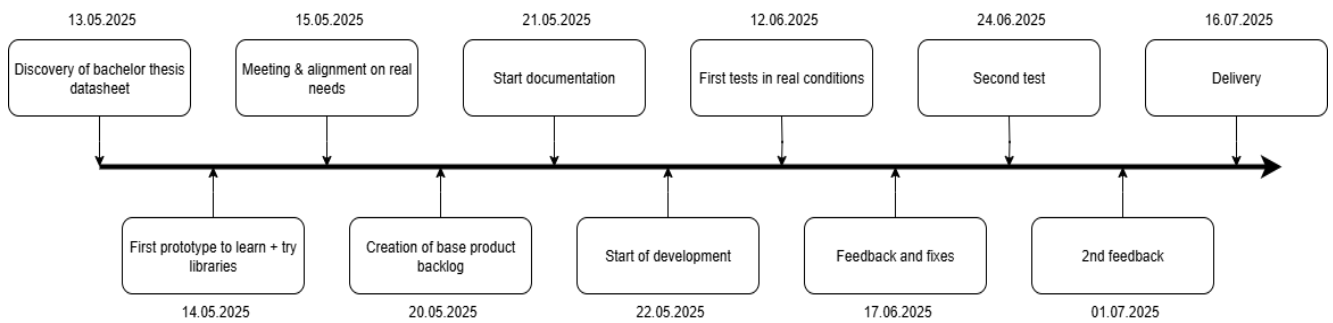 13.05.2025
15.05.2025
21.05.2025
12.06.2025
24.06.2025
16.07.2025
Discovery of bachelor thesis
datasheet
Meeting & alignment on real
needs
Start documentation
First tests in real conditions
Second test
Delivery
First prototype to learn + try
libraries
Creation of base product
backlog
Start of development
Feedback and fixes
2nd feedback
14.05.2025
20.05.2025
22.05.2025
17.06.2025
01.07.2025